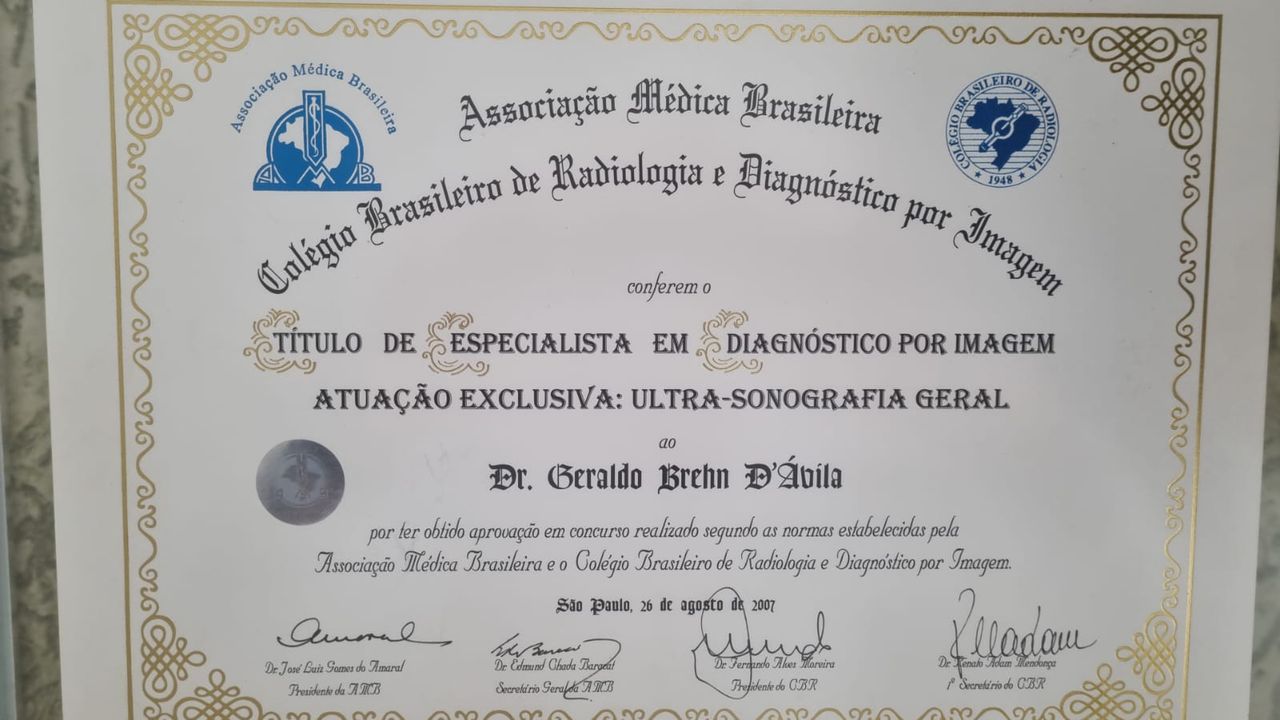 Associação Médica Brasileira
Associação Médica Brasileira
COLÉGIO BRASILEIRO DE RADIOLOGIA
★ 1948 ★
Colégio Brasileiro de Radiologia e Diagnóstico por Imagem
conferem o
TÍTULO DE ESPECIALISTA EM DIAGNÓSTICO POR IMAGEM
ATUAÇÃO EXCLUSIVA: ULTRA-SONOGRAFIA GERAL
ao
Dr. Geraldo Brehn D'Ávila
por ter obtido aprovação em concurso realizado segundo as normas estabelecidas pela
Associação Médica Brasileira e o Colégio Brasileiro de Radiologia e Diagnóstico por Imagem.
São Paulo, 26 de agosto de 2007
Dr. José Luiz Gomes do Amaral
Presidente da AMB
Dr. Edmund Chada Baracat
Secretário Geral da AMB
Dr. Fernando Alves Moreira
Presidente do CBR
Dr. Renato Adam Mendonça
1º Secretário do CBR